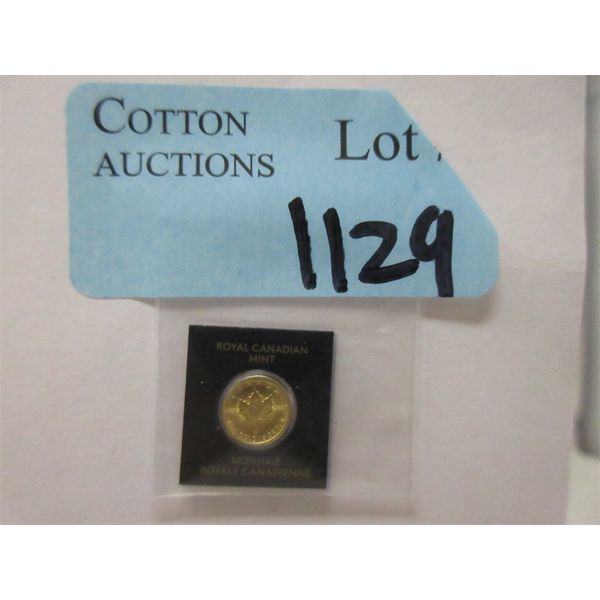 COTTON
AUCTIONS
Lot
1129
ROYAL CANADIAN
MINT
MONNAIE
ROYALE CANADIENNE